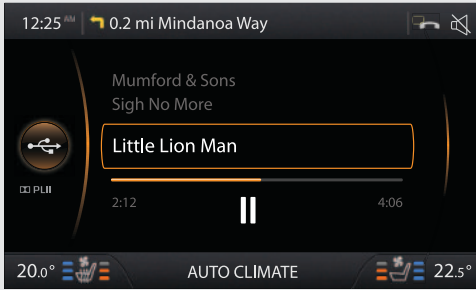 12:25 AM
0.2 mi Mindanoa Way
Mumford & Sons
Sigh No More
Little Lion Man
PLII
2:12
4:06
20.0°
AUTO CLIMATE
22.5°